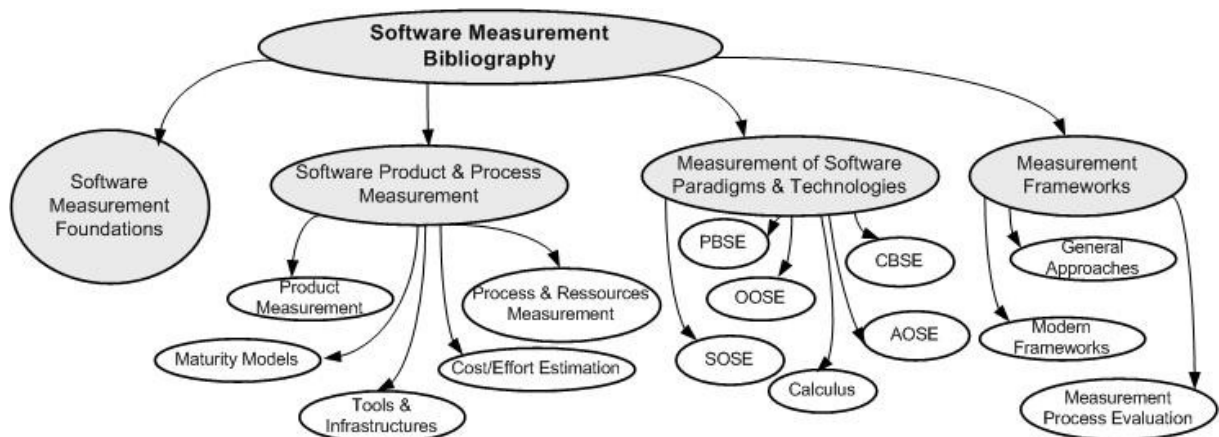 Software Measurement
Bibliography
Software
Measurement
Foundations
Software Product & Process
Measurement
Measurement of Software
Paradigms & Technologies
Measurement
Frameworks
Product
Measurement
Process & Ressources
Measurement
Maturity Models
Cost/Effort Estimation
Tools &
Infrastructures
PBSE
CBSE
OOSE
AOSE
SOSE
Calculus
General
Approaches
Modern
Frameworks
Measurement
Process Evaluation